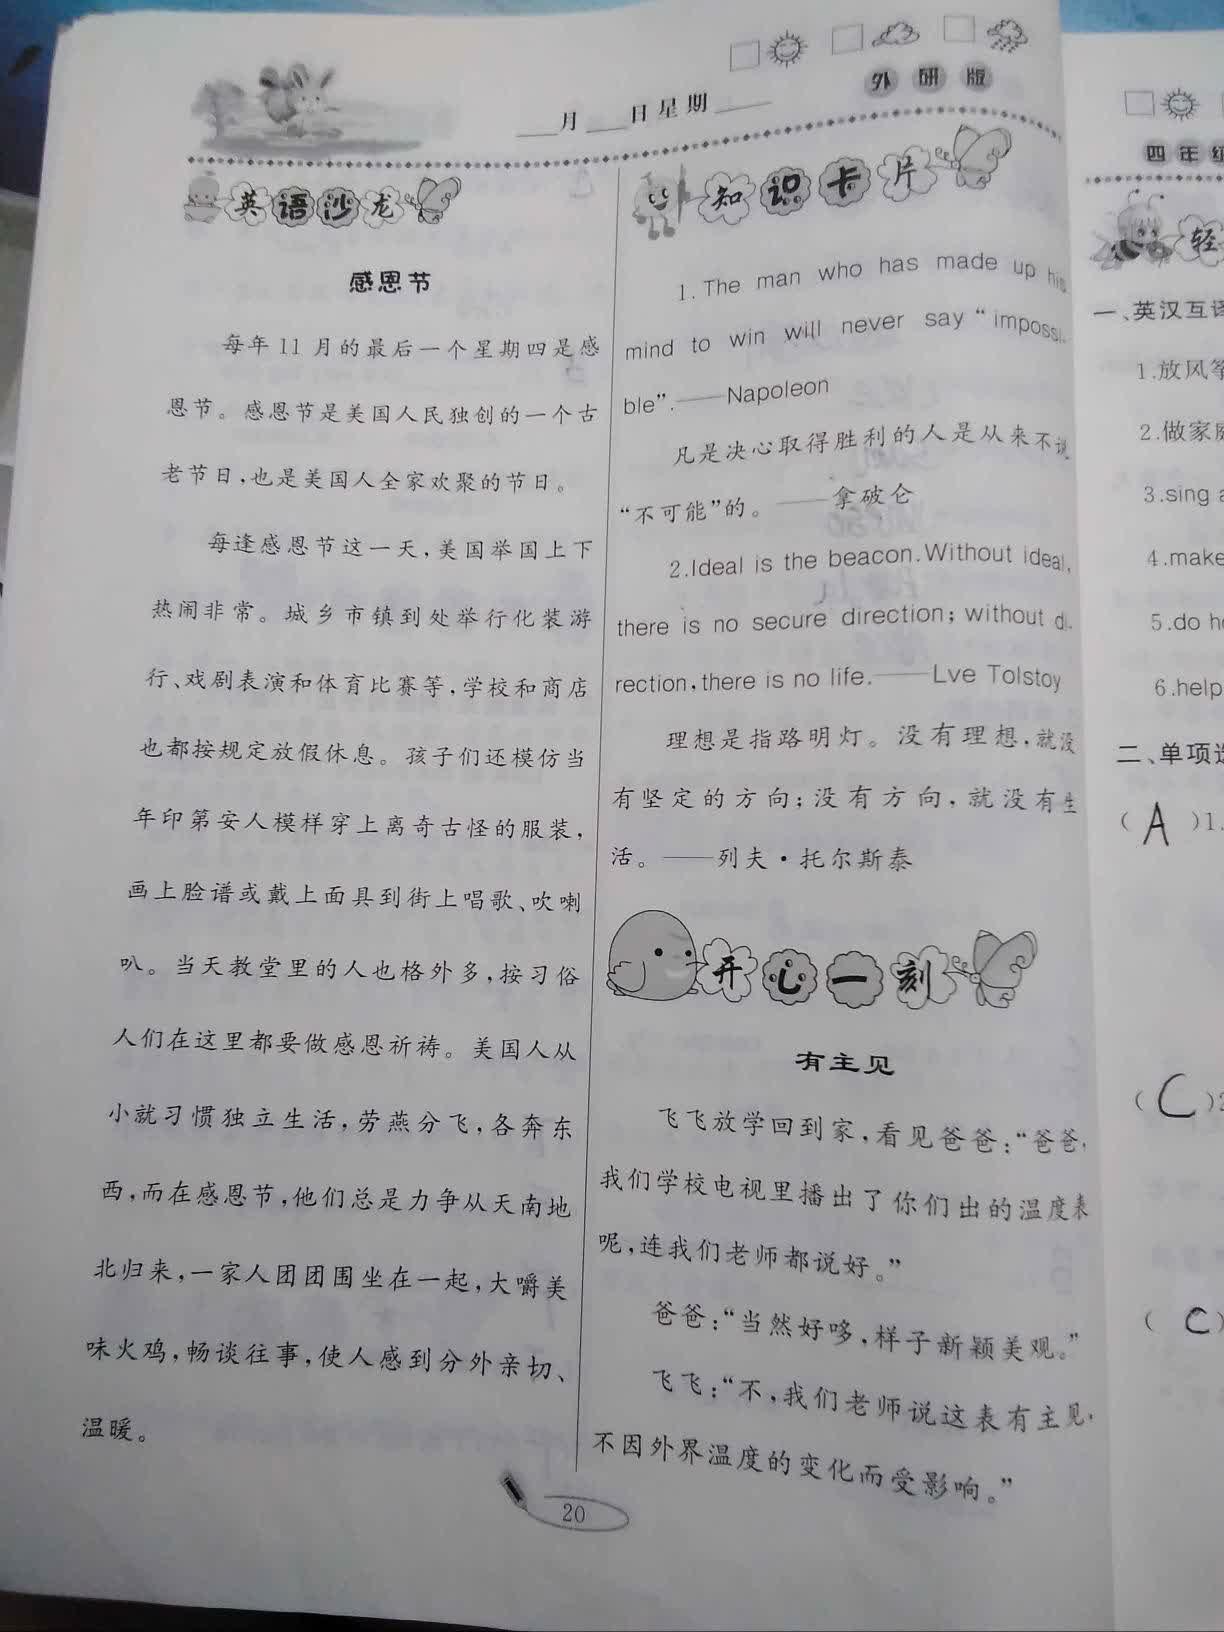 外研版
月 日星期
英语沙龙
感恩节
每年11月的最后一个星期四是感
恩节。感恩节是美国人民独创的一个古
老节日，也是美国人全家欢聚的节日。
每逢感恩节这一天，美国举国上下
热闹非常。城乡市镇到处举行化装游
行、戏剧表演和体育比赛等，学校和商店
也都按规定放假休息。孩子们还模仿当
年印第安人模样穿上离奇古怪的服装，
画上脸谱或戴上面具到街上唱歌、吹喇
叭。当天教堂里的人也格外多，按习俗
人们在这里都要做感恩祈祷。美国人从
小就习惯独立生活，劳燕分飞，各奔东
西，而在感恩节，他们总是力争从天南地
北归来，一家人团团围坐在一起，大嚼美
味火鸡，畅谈往事，使人感到分外亲切、
温暖。
知识卡片
1. The man who has made up his
mind to win will never say “impossi-
ble”.——Napoleon
凡是决心取得胜利的人是从来不说
“不可能”的。——拿破仑
2.Ideal is the beacon.Without ideal,
there is no secure direction; without di-
rection,there is no life.——Lve Tolstoy
理想是指路明灯。没有理想，就没
有坚定的方向；没有方向，就没有生
活。——列夫·托尔斯泰
开心一刻
有主见
飞飞放学回到家，看见爸爸：“爸爸，
我们学校电视里播出了你们出的温度表
呢，连我们老师都说好。”
爸爸：“当然好哆，样子新颖美观。”
飞飞：“不，我们老师说这表有主见，
不因外界温度的变化而受影响。”
20
四年级
轻
一、英汉互译
1.放风筝
2.做家庭
3.sing a
4.make
5.do h
6.help
二、单项选
( A )1.
( C )2
( C )